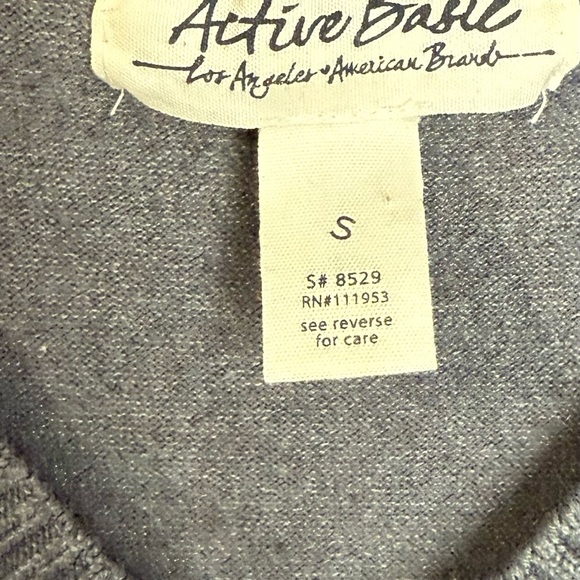 Active Basic
Los Angeles ♥ American Brand
S
S# 8529
RN#111953
see reverse
for care